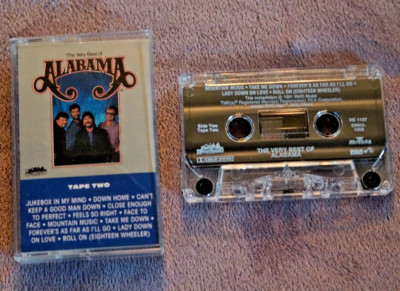 The Very Best of
ALABAMA
TAPE TWO
JUKEBOX IN MY MIND • DOWN HOME • CAN'T
KEEP A GOOD MAN DOWN • CLOSE ENOUGH
TO PERFECT • FEELS SO RIGHT • FACE TO
FACE • MOUNTAIN MUSIC • TAKE ME DOWN •
FOREVER'S AS FAR AS I'LL GO • LADY DOWN
ON LOVE • ROLL ON (EIGHTEEN WHEELER)
MOUNTAIN MUSIC • TAKE ME DOWN • FOREVER'S AS FAR AS I'LL GO •
LADY DOWN ON LOVE • ROLL ON (EIGHTEEN WHEELER)
Side Two
Tape Two
THE VERY BEST OF
ALABAMA